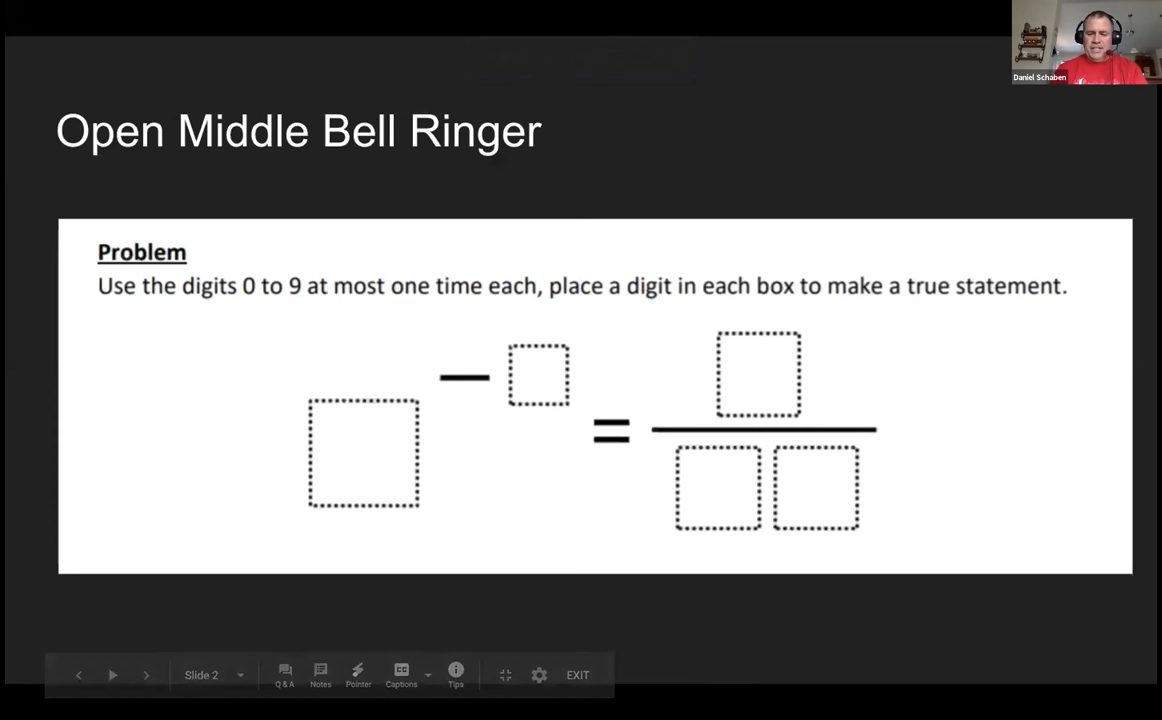 Daniel Schaben
Open Middle Bell Ringer
Problem
Use the digits 0 to 9 at most one time each, place a digit in each box to make a true statement.
−
=
Slide 2
Q & A
Notes
Pointer
CC
Captions
Tips
EXIT